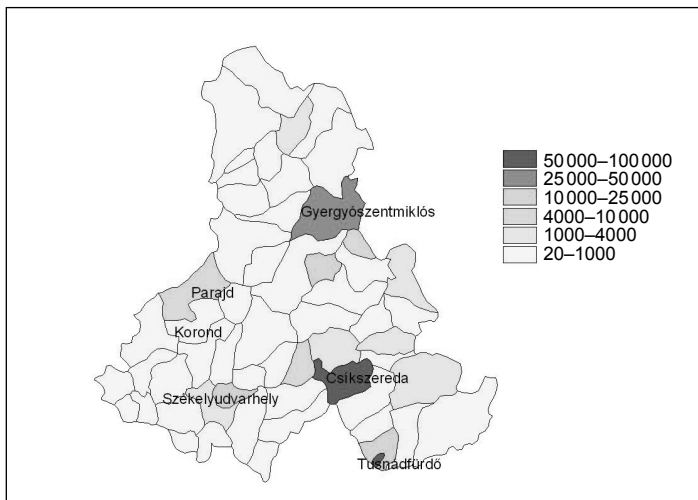 50 000–100 000
25 000–50 000
10 000–25 000
4000–10 000
1000–4000
20–1000
Gyergyószentmiklós
Parajd
Korond
Csíkszereda
Székelyudvarhely
Tusnádfürdő